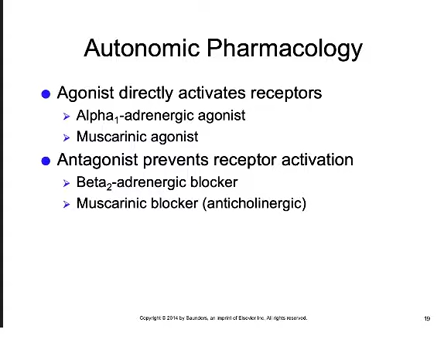 Autonomic Pharmacology
● Agonist directly activates receptors
➢ Alpha₁-adrenergic agonist
➢ Muscarinic agonist
● Antagonist prevents receptor activation
➢ Beta₂-adrenergic blocker
➢ Muscarinic blocker (anticholinergic)
Copyright © 2014 by Saunders, an imprint of Elsevier Inc. All rights reserved.
19